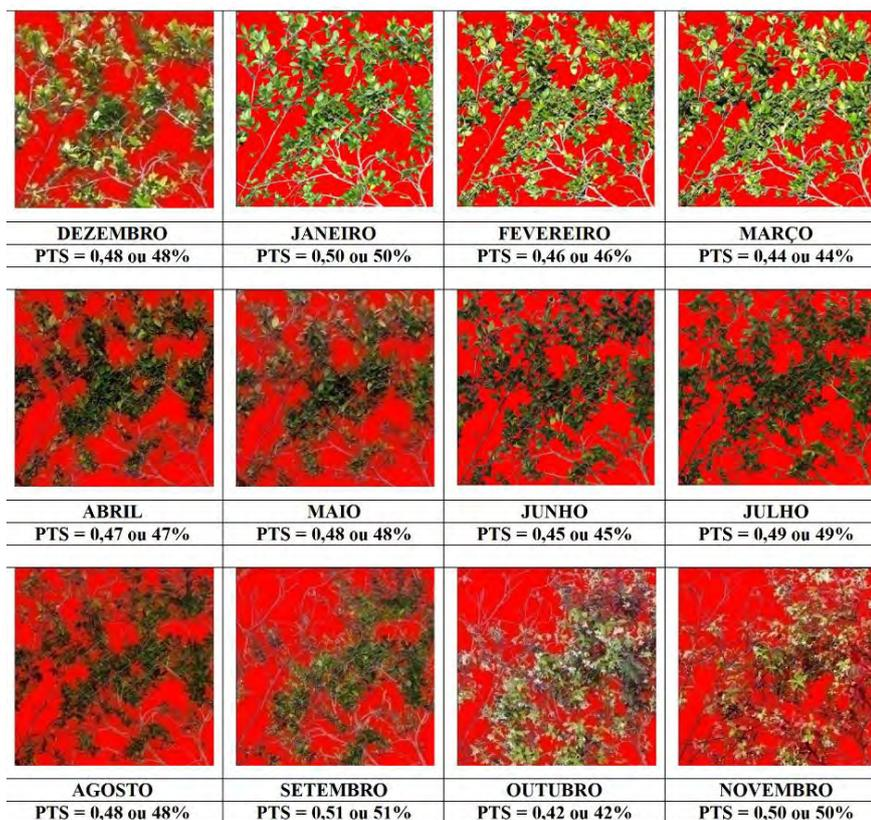 DEZEMBRO JANEIRO FEVEREIRO MARÇO
PTS = 0,48 ou 48% PTS = 0,50 ou 50% PTS = 0,46 ou 46% PTS = 0,44 ou 44%
ABRIL MAIO JUNHO JULHO
PTS = 0,47 ou 47% PTS = 0,48 ou 48% PTS = 0,45 ou 45% PTS = 0,49 ou 49%
AGOSTO SETEMBRO OUTUBRO NOVEMBRO
PTS = 0,48 ou 48% PTS = 0,51 ou 51% PTS = 0,42 ou 42% PTS = 0,50 ou 50%